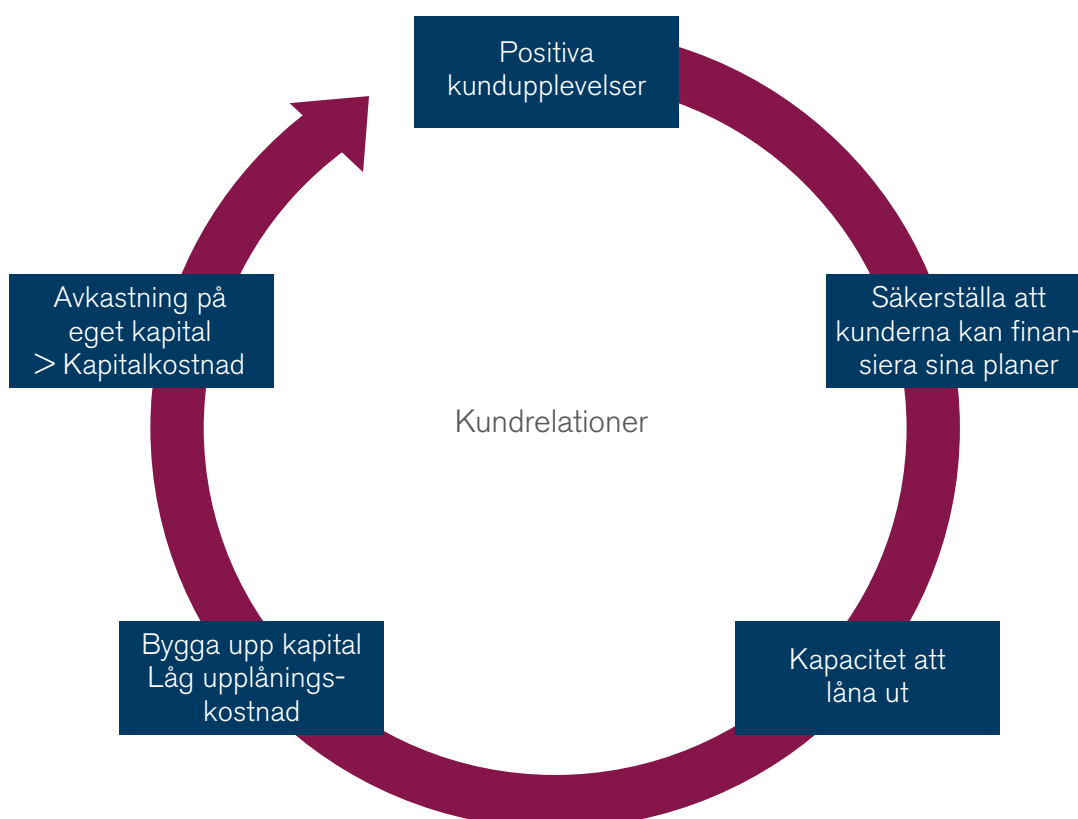 Positiva
kundupplevelser
Säkerställa att
kunderna kan finan-
siera sina planer
Kapacitet att
låna ut
Bygga upp kapital
Låg upplånings-
kostnad
Avkastning på
eget kapital
> Kapitalkostnad
Kundrelationer